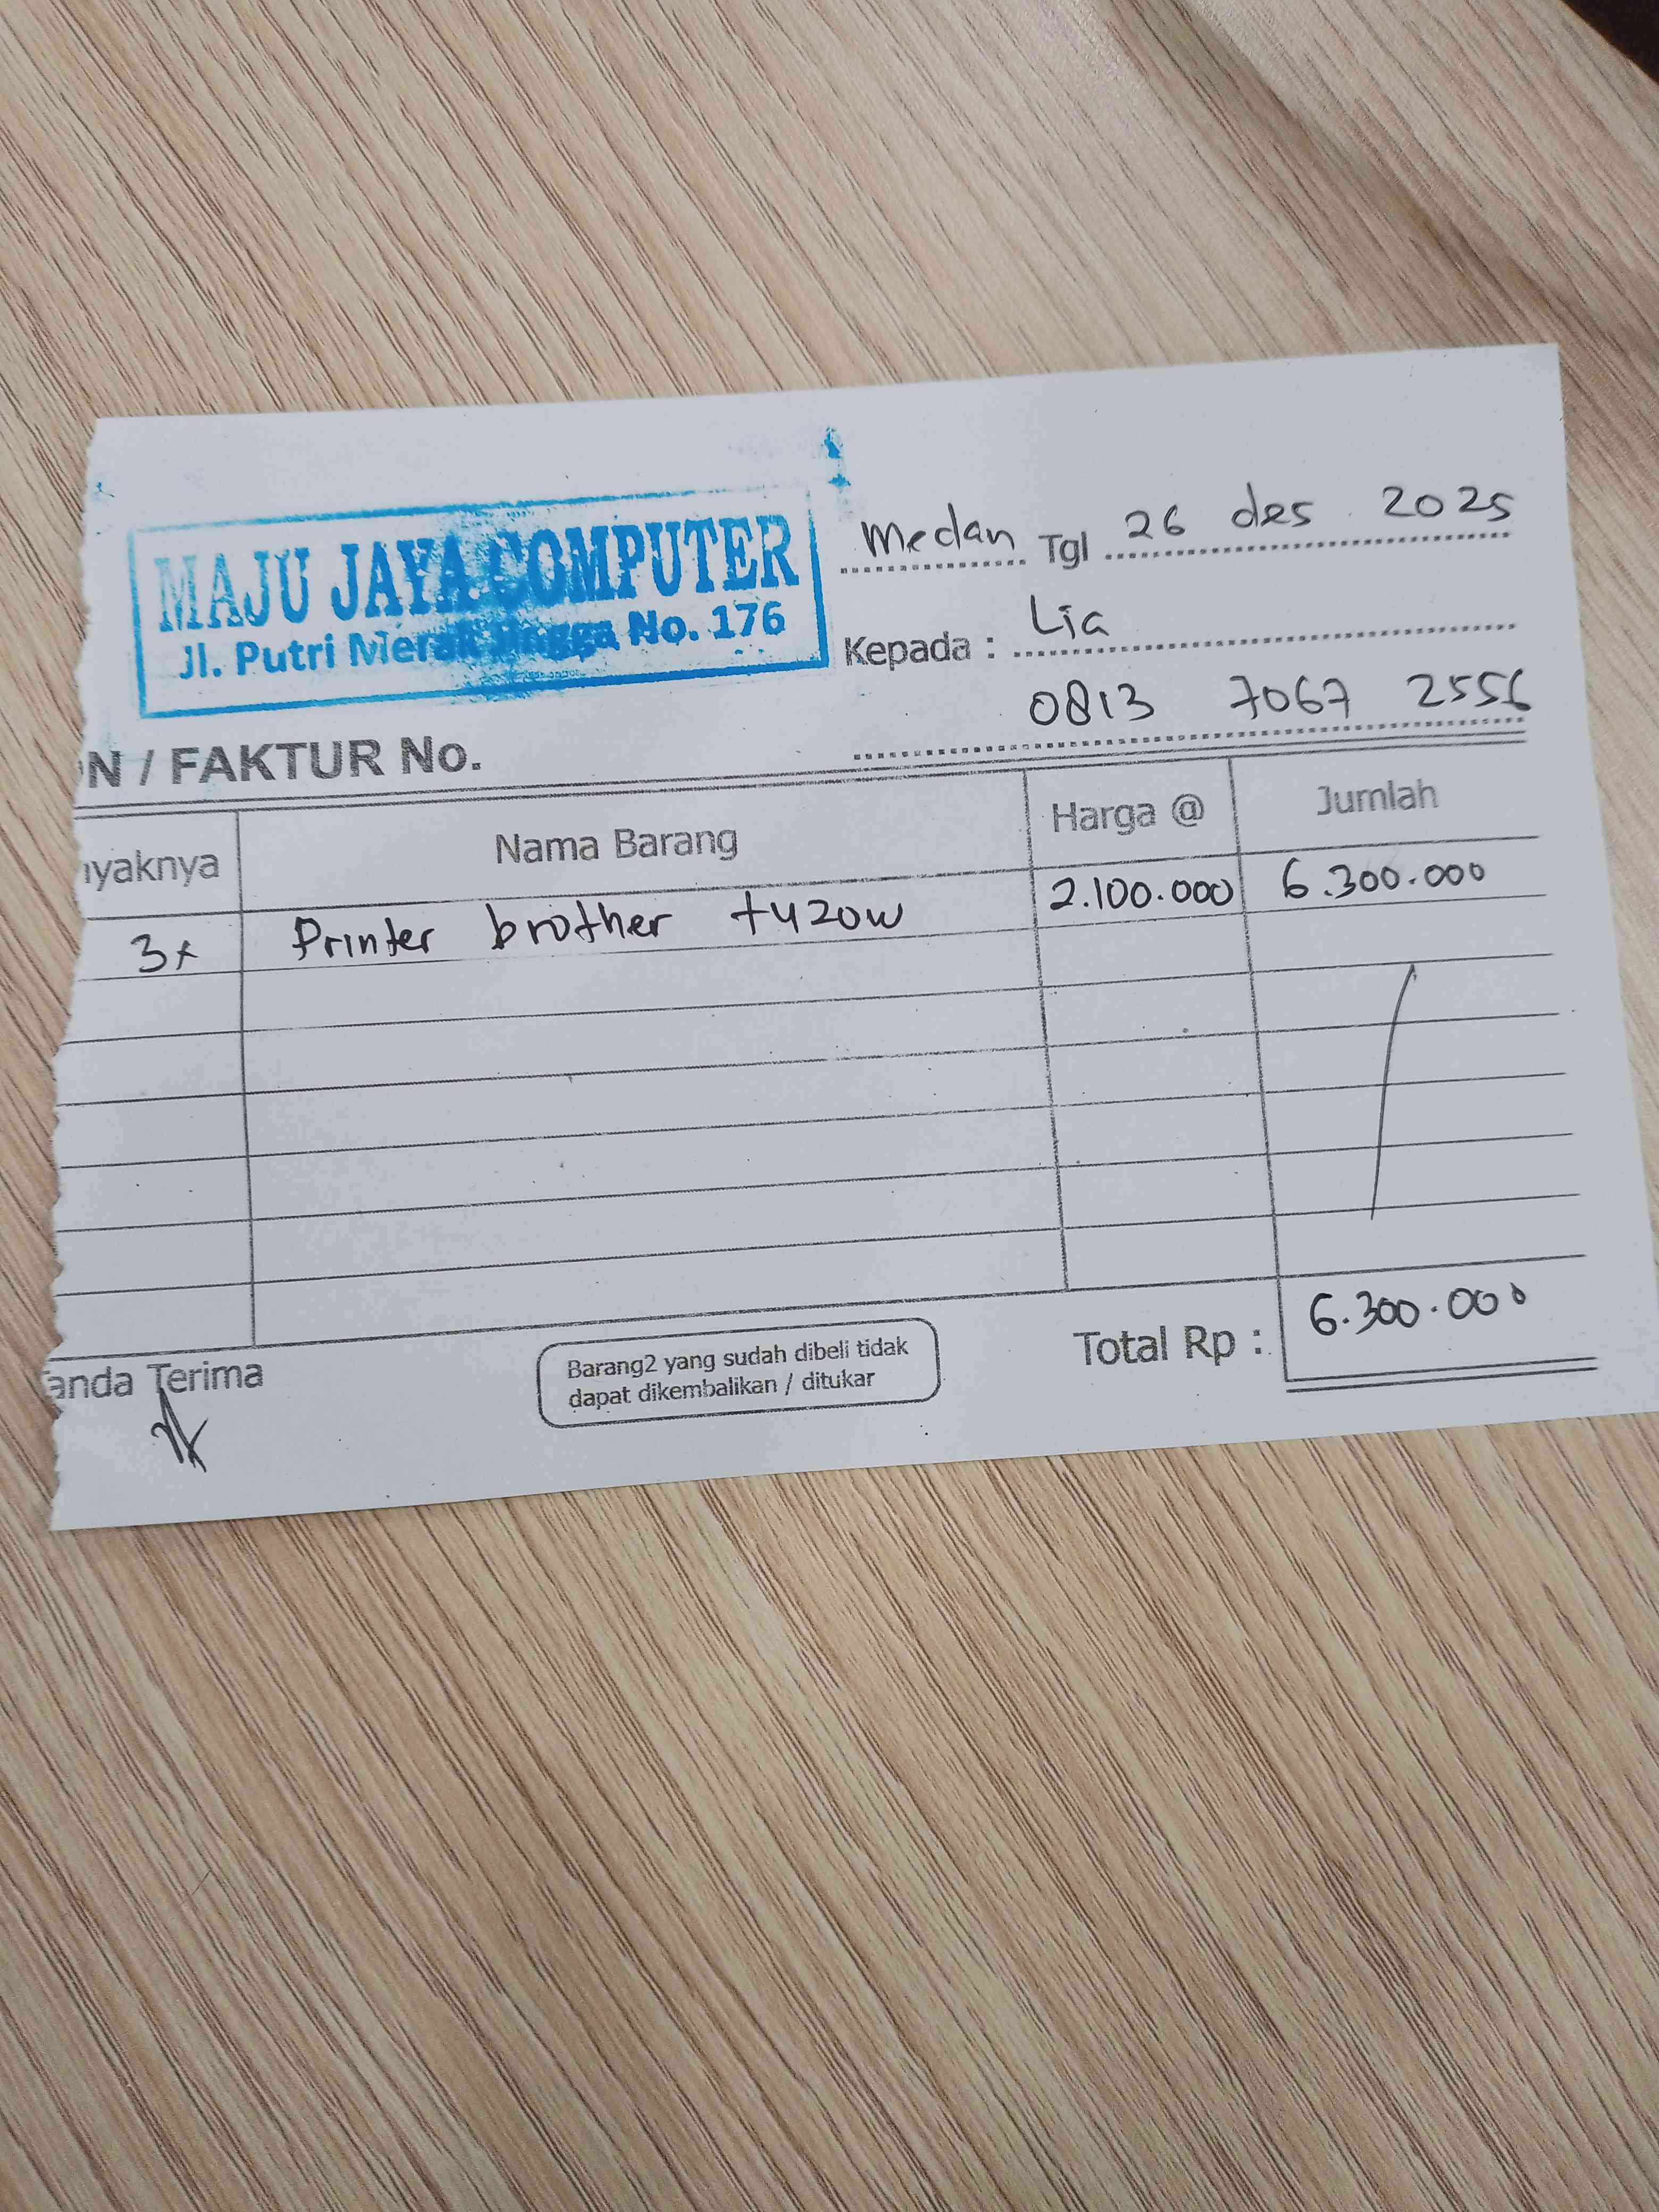 MAJU JAYA COMPUTER
Jl. Putri Merak Jingga No. 176
Medan Tgl 26 des 2025
Kepada : Lia
0813 7067 2556
N / FAKTUR No.
yaknya Nama Barang Harga @ Jumlah
3x Printer brother t420w 2.100.000 6.300.000
Total Rp : 6.300.000
anda Terima
Barang2 yang sudah dibeli tidak
dapat dikembalikan / ditukar